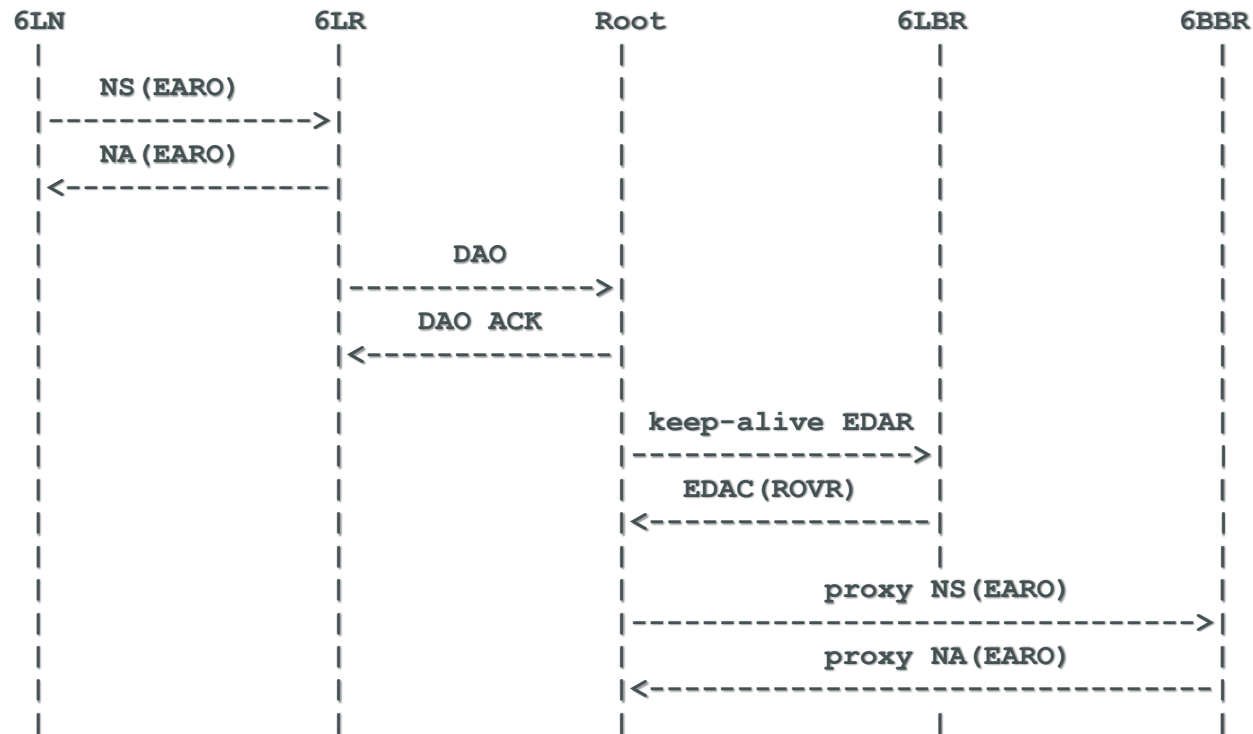 6LN 6LR Root 6LBR 6BBR
| | | | |
| NS(EARO) | | | |
|--------------->| | | |
| NA(EARO) | | | |
|<---------------| | | |
| | | | |
| | DAO | | |
| |-------------->| | |
| | DAO ACK | | |
| |<--------------| | |
| | | | |
| | | keep-alive EDAR | |
| | |---------------->| |
| | | EDAC(ROVR) | |
| | |<----------------| |
| | | | |
| | | proxy NS(EARO) |
| | |-------------------------------->|
| | | proxy NA(EARO) |
| | |<--------------------------------|
| | | | |